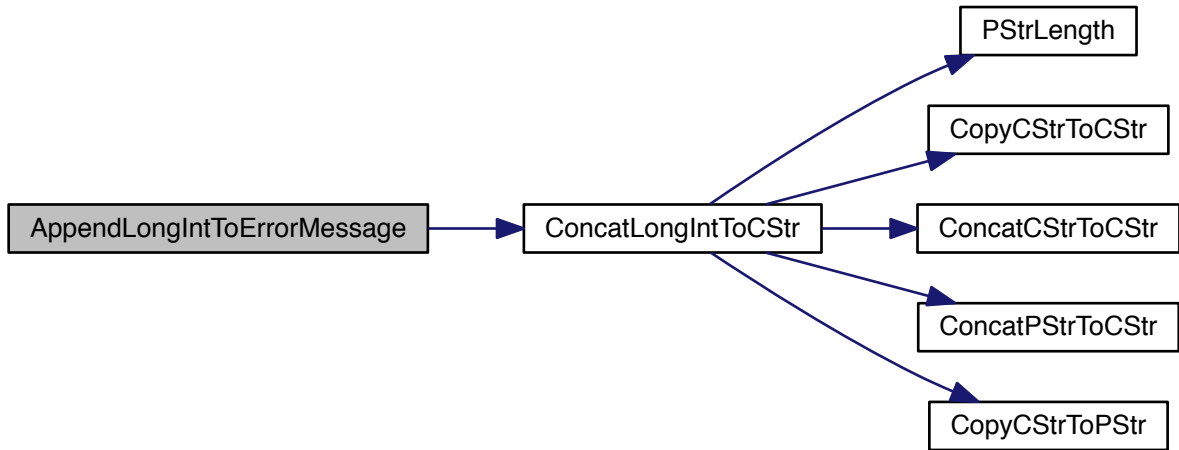 PStrLength
CopyCStrToCStr
AppendLongIntToErrorMessage
ConcatLongIntToCStr
ConcatCStrToCStr
ConcatPStrToCStr
CopyCStrToPStr